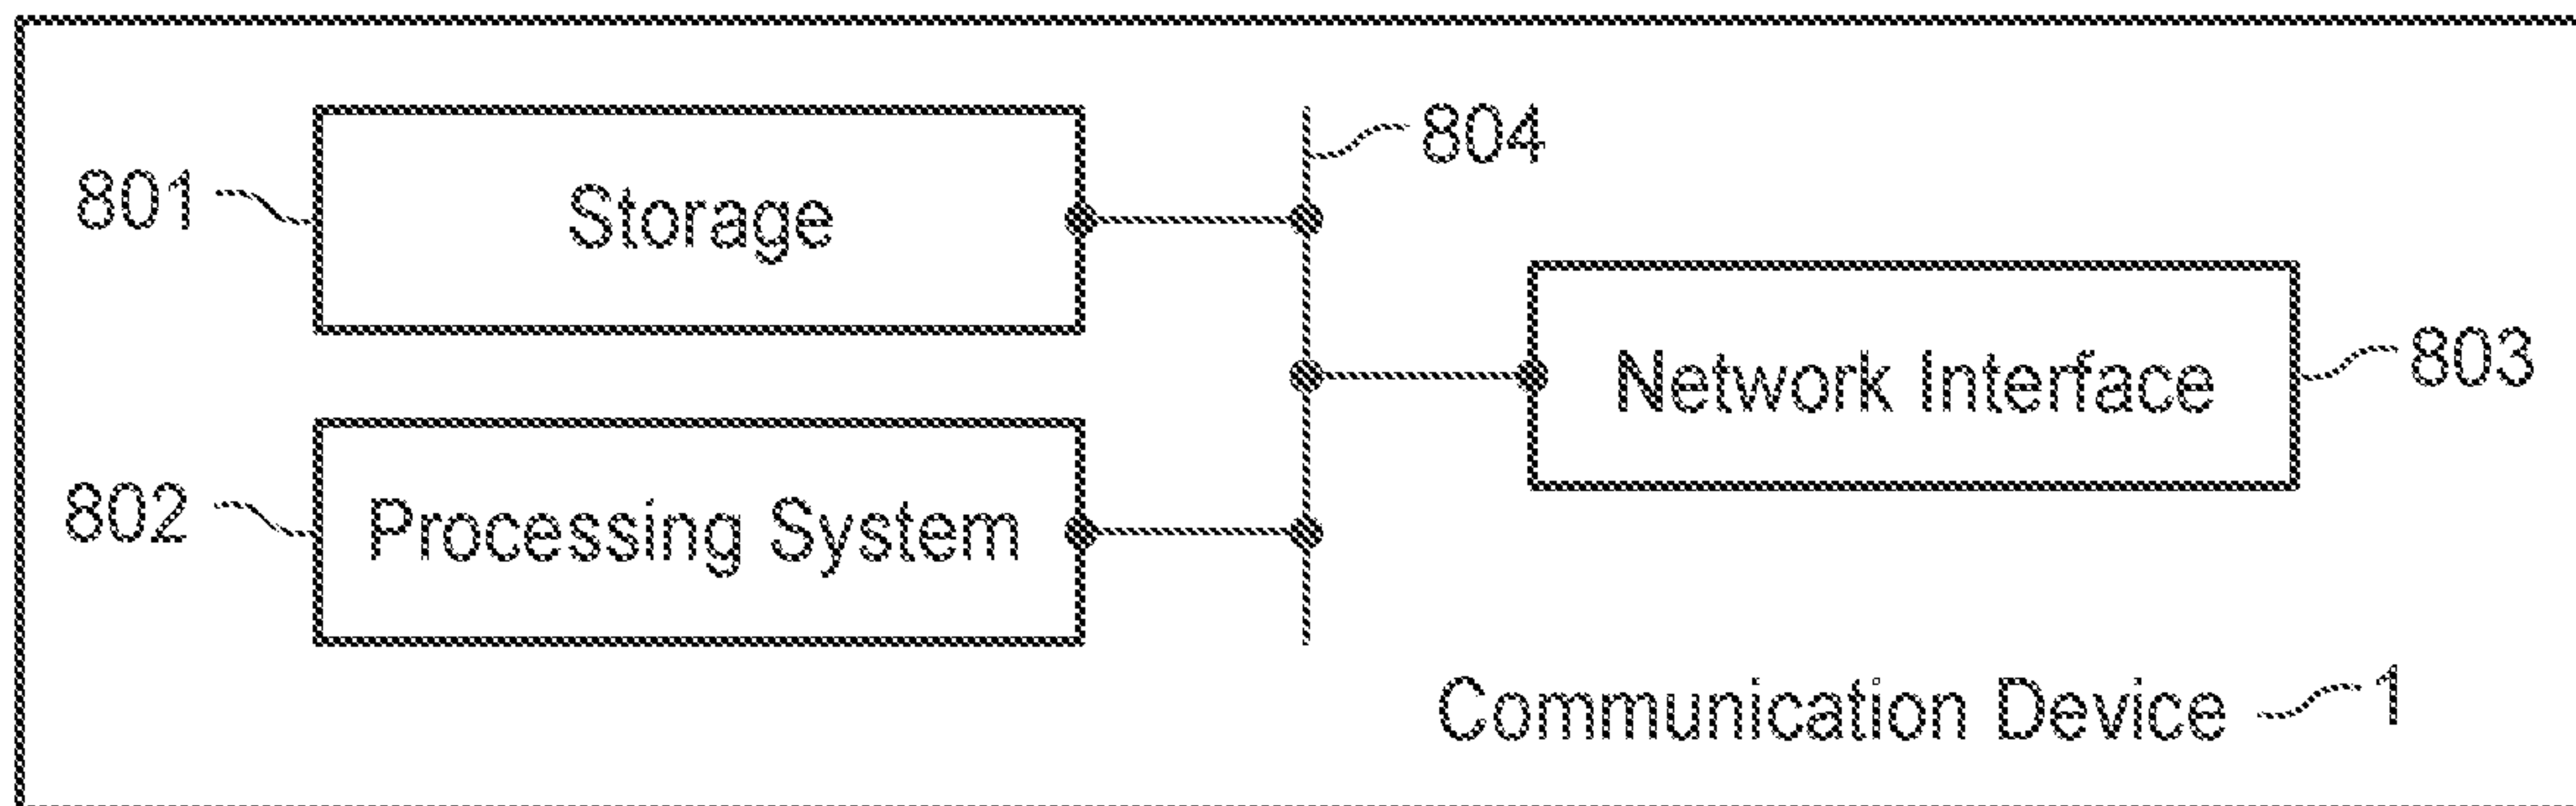 804
801
Storage
803
Network Interface
802
Processing System
Communication Device 1